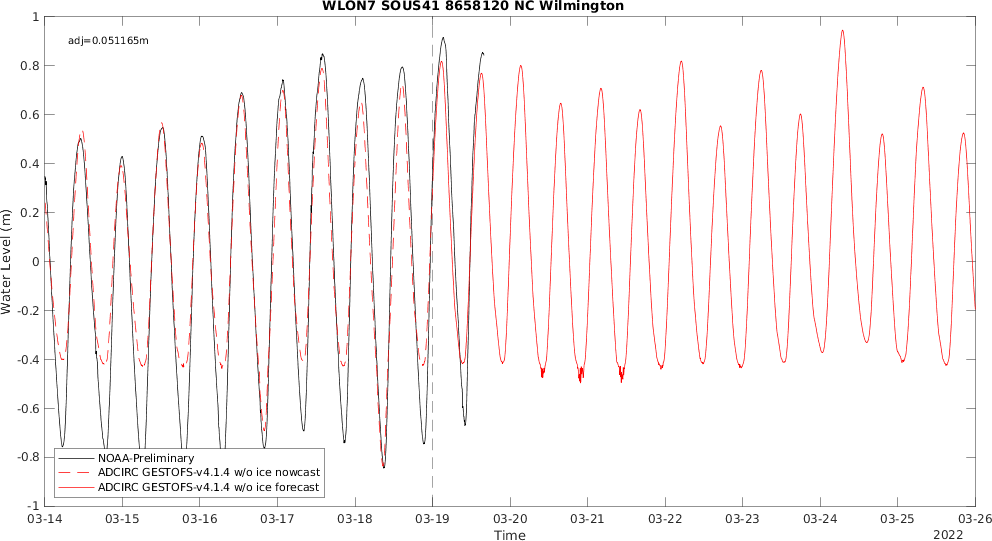 WLON7 SOUS41 8658120 NC Wilmington
adj=0.051165m
1
0.8
0.6
0.4
0.2
0
-0.2
-0.4
-0.6
-0.8
-1
Water Level (m)
NOAA-Preliminary
ADCIRC GESTOFS-v4.1.4 w/o ice nowcast
ADCIRC GESTOFS-v4.1.4 w/o ice forecast
03-14 03-15 03-16 03-17 03-18 03-19 03-20 03-21 03-22 03-23 03-24 03-25 03-26
Time
2022